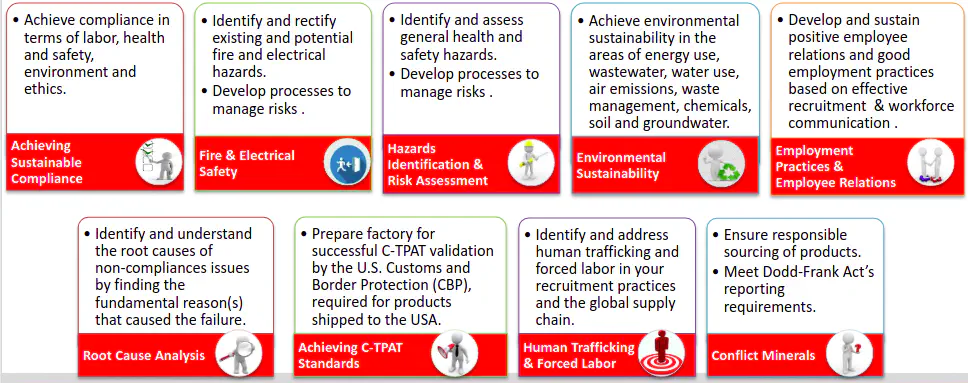 • Achieve compliance in
terms of labor, health
and safety,
environment and
ethics.
Achieving
Sustainable
Compliance
• Identify and rectify
existing and potential
fire and electrical
hazards.
• Develop processes to
manage risks .
Fire & Electrical
Safety
• Identify and assess
general health and
safety hazards.
• Develop processes to
manage risks .
Hazards
Identification &
Risk Assessment
• Achieve environmental
sustainability in the
areas of energy use,
wastewater, water use,
air emissions, waste
management, chemicals,
soil and groundwater.
Environmental
Sustainability
• Develop and sustain
positive employee
relations and good
employment practices
based on effective
recruitment & workforce
communication .
Employment
Practices &
Employee Relations
• Identify and understand
the root causes of
non-compliances issues
by finding the
fundamental reason(s)
that caused the failure.
Root Cause Analysis
• Prepare factory for
successful C-TPAT validation
by the U.S. Customs and
Border Protection (CBP),
required for products
shipped to the USA.
Achieving C-TPAT
Standards
• Identify and address
human trafficking and
forced labor in your
recruitment practices
and the global supply
chain.
Human Trafficking
& Forced Labor
• Ensure responsible
sourcing of products.
• Meet Dodd-Frank Act’s
reporting
requirements.
Conflict Minerals